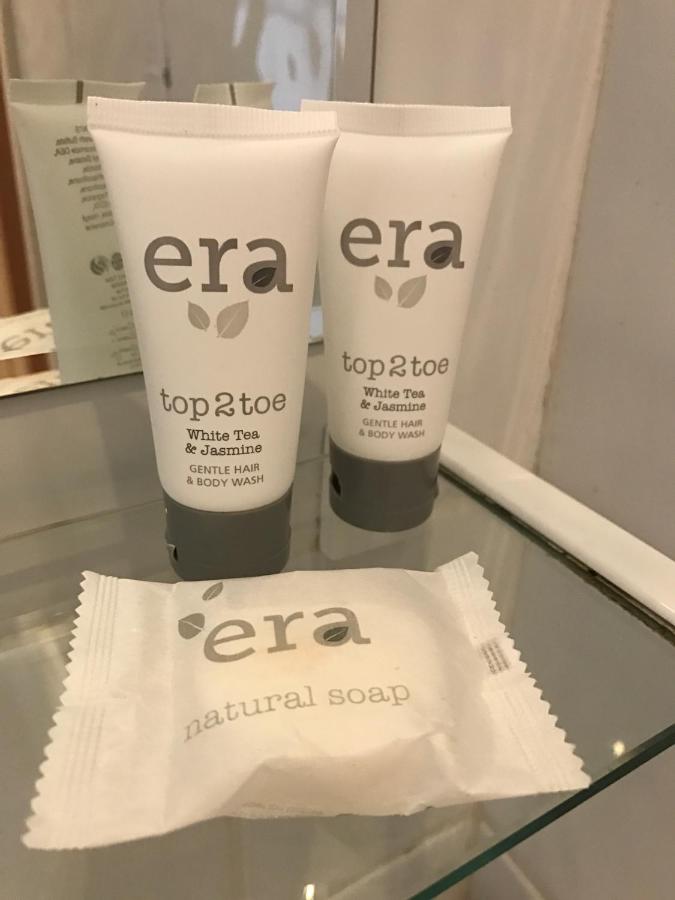 era
top2toe
White Tea
& Jasmine
GENTLE HAIR
& BODY WASH
era
top2toe
White Tea
& Jasmine
GENTLE HAIR
& BODY WASH
era
natural soap